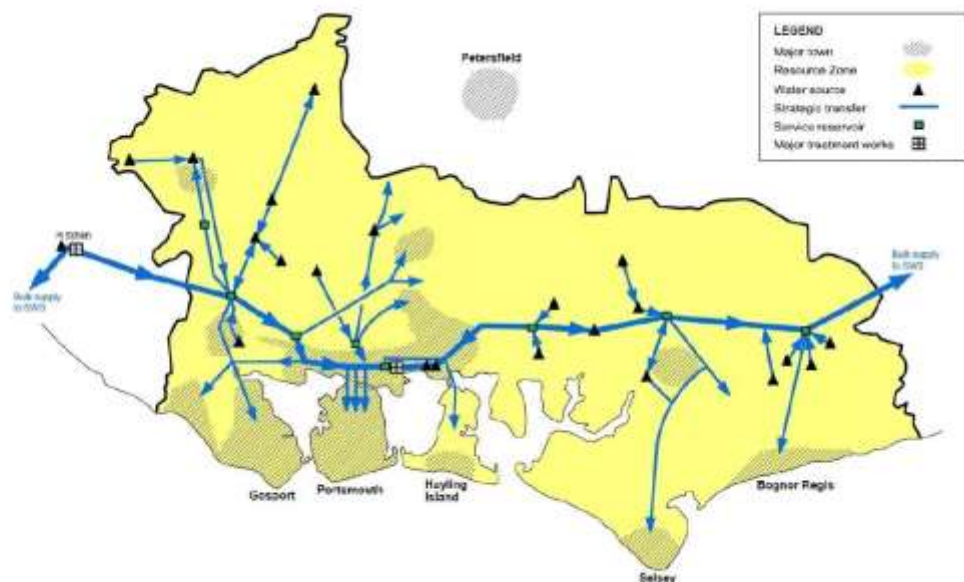 LEGEND
Major town
Resource Zone
Water source
Strategic transfer
Service reservoir
Major treatment works
Petersfield
Bulk supply
to SWS
Bulk supply
to SWS
Gosport
Portsmouth
Hayling
Island
Bognor Regis
Selsey